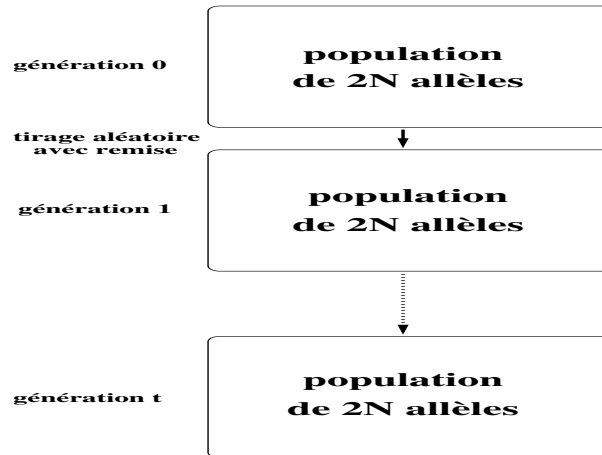 génération 0
population
de 2N allèles
tirage aléatoire
avec remise
génération 1
population
de 2N allèles
génération t
population
de 2N allèles